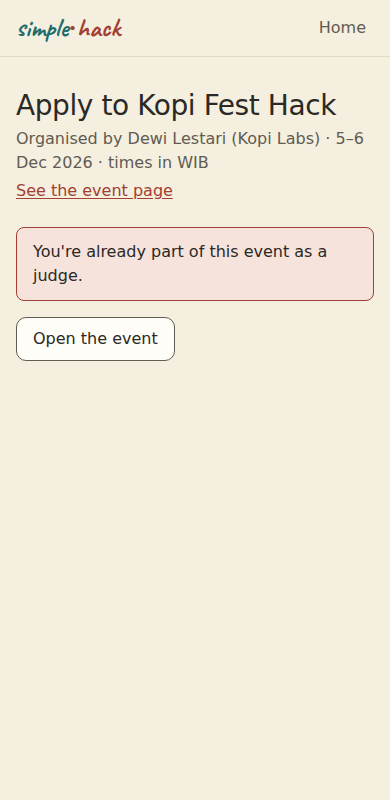 simple·hack
Home
Apply to Kopi Fest Hack
Organised by Dewi Lestari (Kopi Labs) · 5–6
Dec 2026 · times in WIB
See the event page
You're already part of this event as a
judge.
Open the event